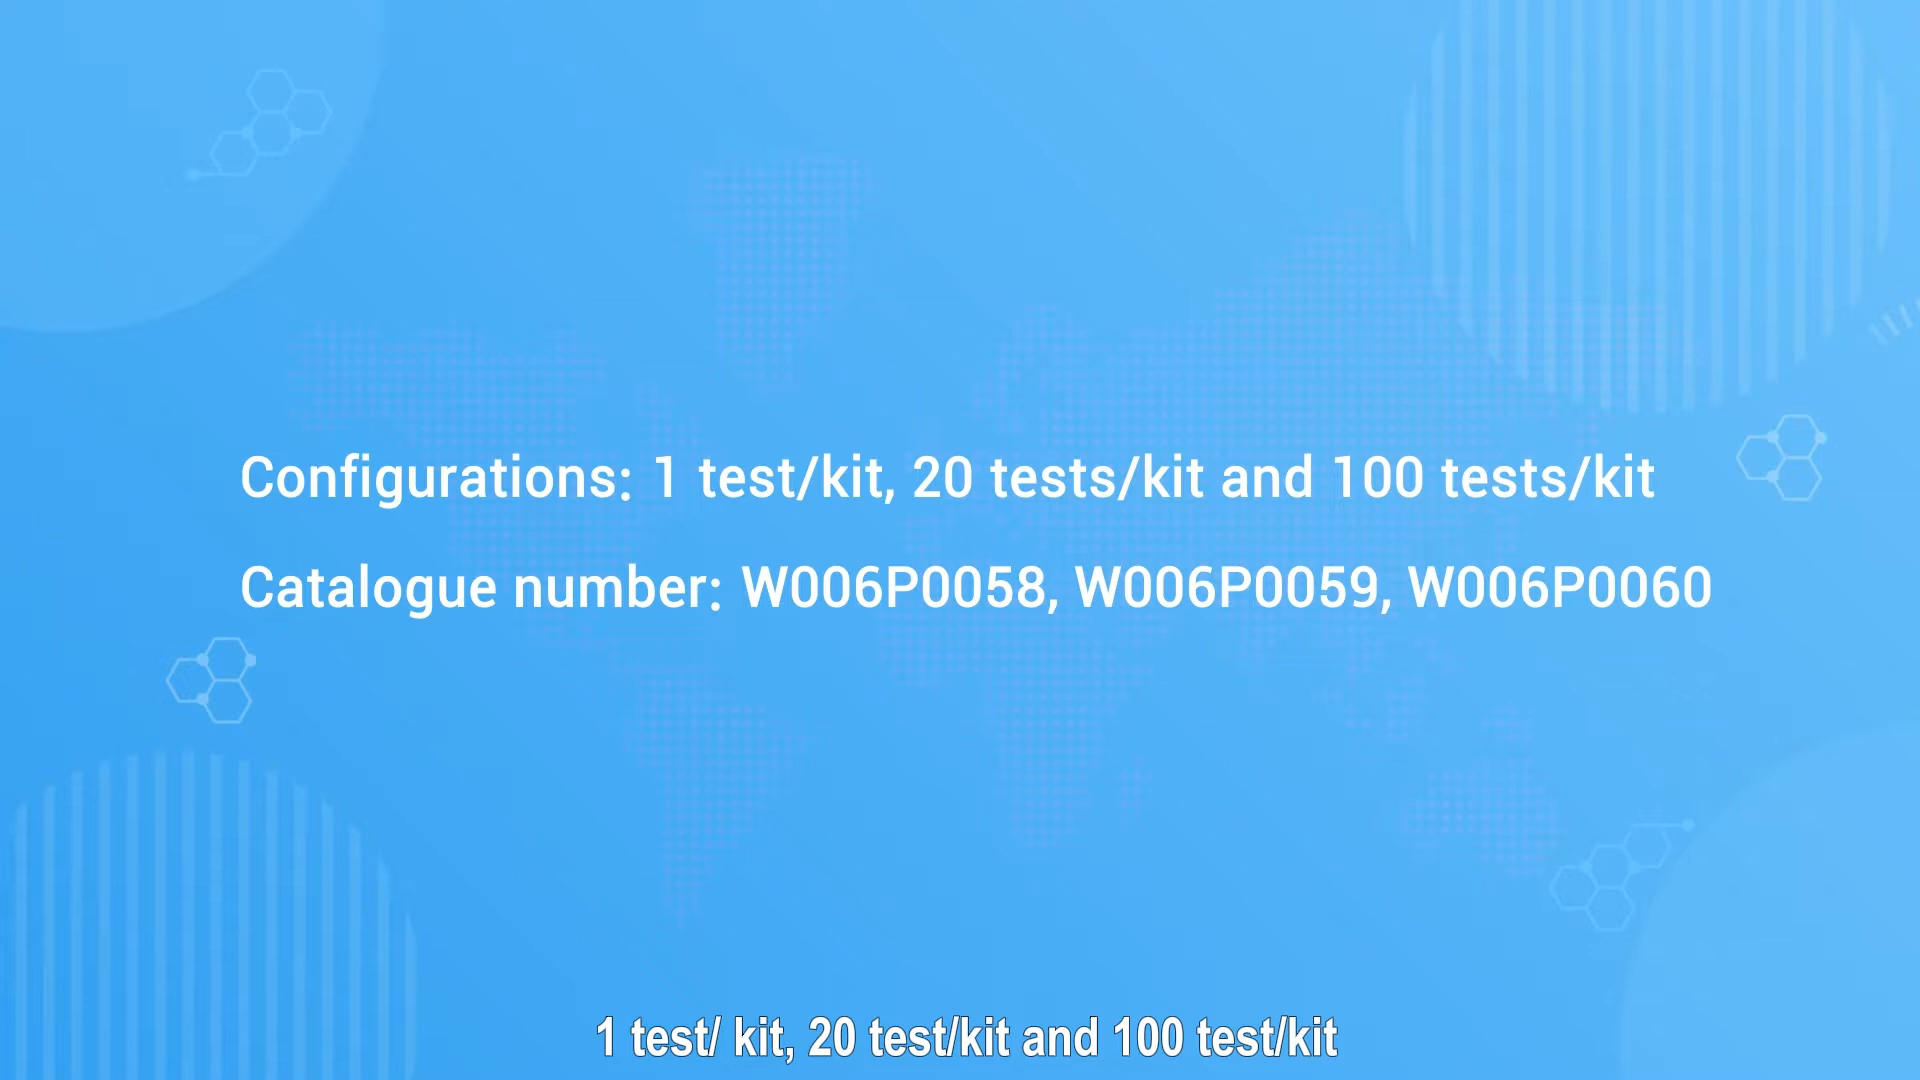 Configurations: 1 test/kit, 20 tests/kit and 100 tests/kit
Catalogue number: W006P0058, W006P0059, W006P0060
1 test/ kit, 20 test/kit and 100 test/kit